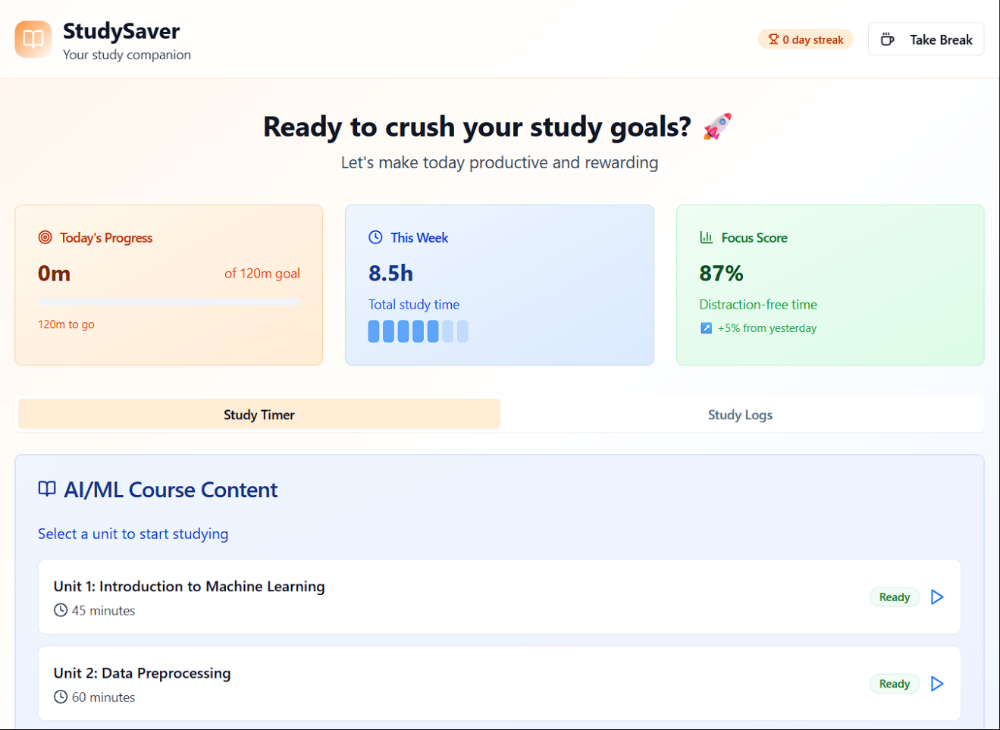 StudySaver
Your study companion
0 day streak
Take Break
Ready to crush your study goals? 🚀
Let's make today productive and rewarding
Today's Progress
0m
of 120m goal
120m to go
This Week
8.5h
Total study time
Focus Score
87%
Distraction-free time
↗️ +5% from yesterday
Study Timer
Study Logs
AI/ML Course Content
Select a unit to start studying
Unit 1: Introduction to Machine Learning
45 minutes
Ready
Unit 2: Data Preprocessing
60 minutes
Ready